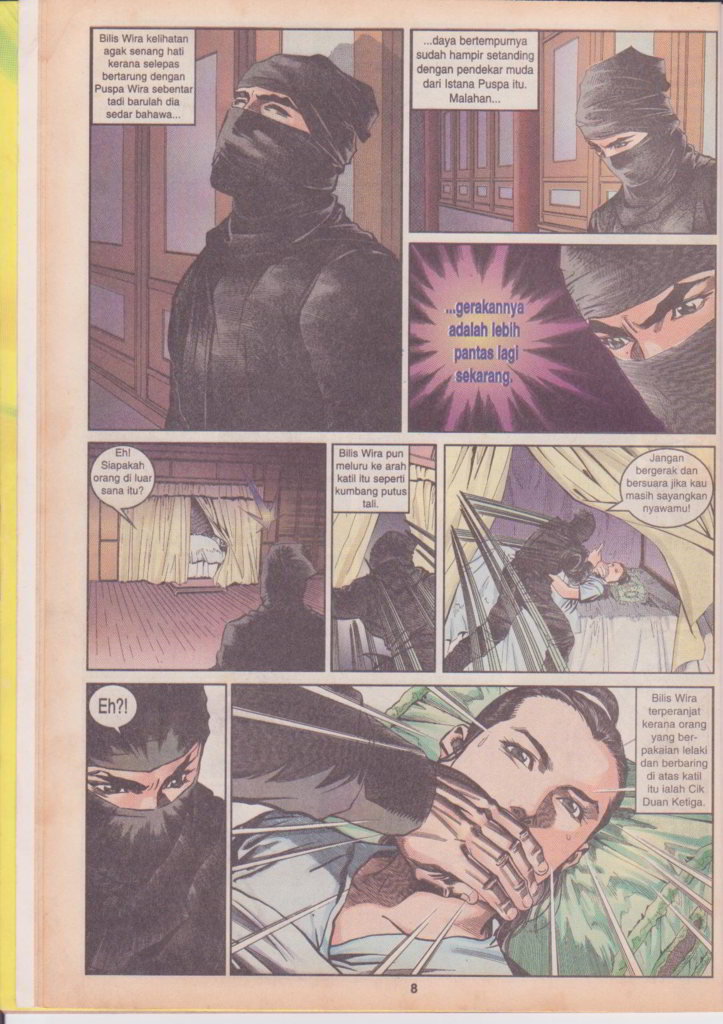 Bilis Wira kelihatan
agak senang hati
kerana selepas
bertarung dengan
Puspa Wira sebentar
tadi barulah dia
sedar bahawa...
...daya bertempurnya
sudah hampir setanding
dengan pendekar muda
dari Istana Puspa itu.
Malahan...
...gerakannya
adalah lebih
pantas lagi
sekarang.
Eh!
Siapakah
orang di luar
sana itu?
Bilis Wira pun
meluru ke arah
katil itu seperti
kumbang putus
tali.
Jangan
bergerak dan
bersuara jika kau
masih sayangkan
nyawamu!
Eh?!
Bilis Wira
terperanjat
kerana orang
yang ber-
pakaian lelaki
dan berbaring
di atas katil
itu ialah Cik
Duan Ketiga.
8